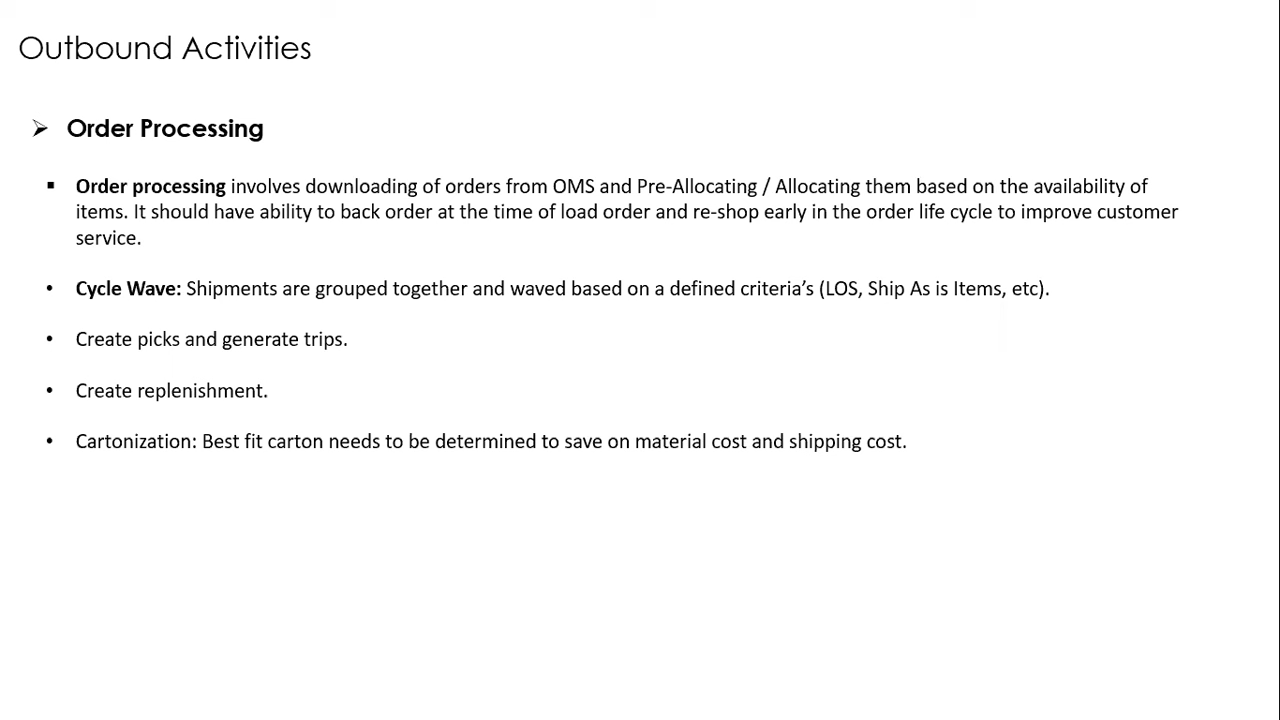 Outbound Activities
➢ Order Processing
▪ Order processing involves downloading of orders from OMS and Pre-Allocating / Allocating them based on the availability of
items. It should have ability to back order at the time of load order and re-shop early in the order life cycle to improve customer
service.
• Cycle Wave: Shipments are grouped together and waved based on a defined criteria’s (LOS, Ship As is Items, etc).
• Create picks and generate trips.
• Create replenishment.
• Cartonization: Best fit carton needs to be determined to save on material cost and shipping cost.